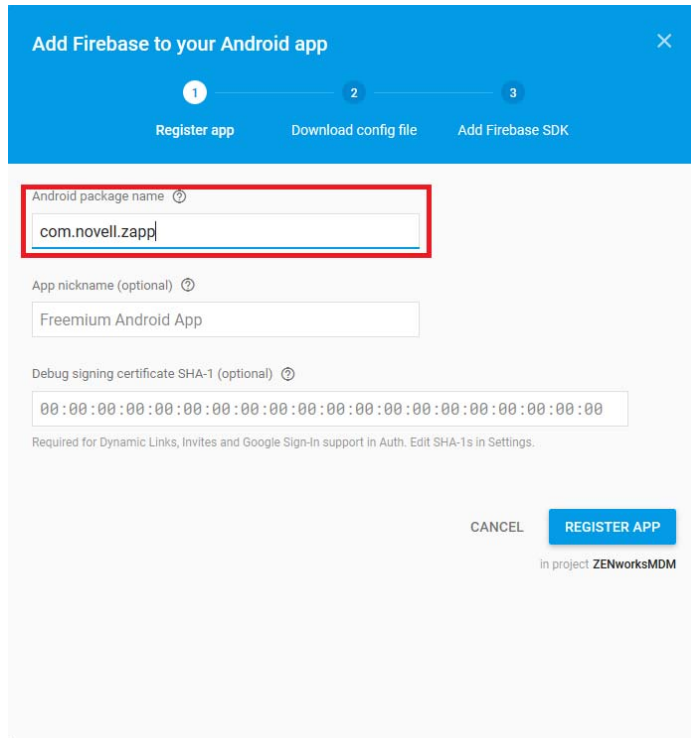 Add Firebase to your Android app
1 2 3
Register app Download config file Add Firebase SDK
Android package name
com.novell.zapp
App nickname (optional)
Freemium Android App
Debug signing certificate SHA-1 (optional)
00:00:00:00:00:00:00:00:00:00:00:00:00:00:00:00:00:00:00:00
Required for Dynamic Links, Invites and Google Sign-In support in Auth. Edit SHA-1s in Settings.
CANCEL REGISTER APP
in project ZENworksMDM